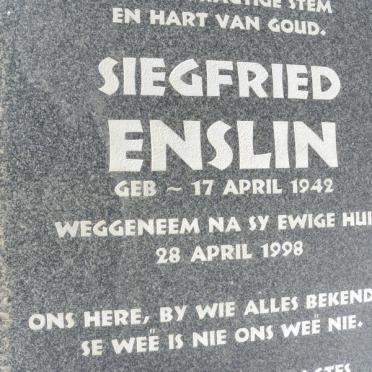 STEM
EN HART VAN GOUD.
SIEGFRIED
ENSLIN
GEB ~ 17 APRIL 1942
WEGGENEEM NA SY EWIGE HUI
28 APRIL 1998
ONS HERE, BY WIE ALLES BEKEND
SE WEË IS NIE ONS WEË NIE.